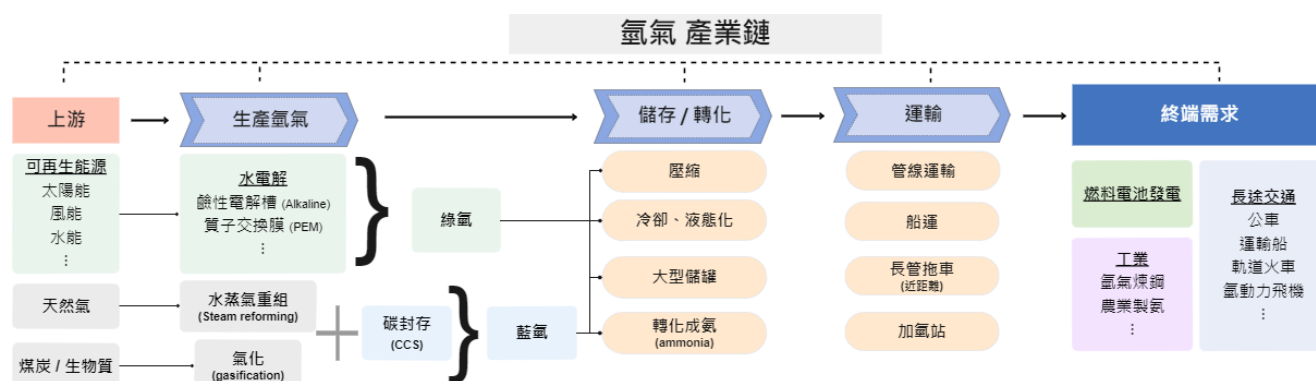 氫氣 產業鏈
上游
生產氫氣
儲存 / 轉化
運輸
終端需求
可再生能源
太陽能
風能
水能
⋮
水電解
鹼性電解槽 (Alkaline)
質子交換膜 (PEM)
⋮
綠氫
天然氣
水蒸氣重組
(Steam reforming)
煤炭 / 生物質
氣化
(gasification)
碳封存
(CCS)
藍氫
壓縮
冷卻、液態化
大型儲罐
轉化成氨
(ammonia)
管線運輸
船運
長管拖車
(近距離)
加氫站
燃料電池發電
工業
氫氣煉鋼
農業製氨
⋮
長途交通
公車
運輸船
軌道火車
氫動力飛機
⋮